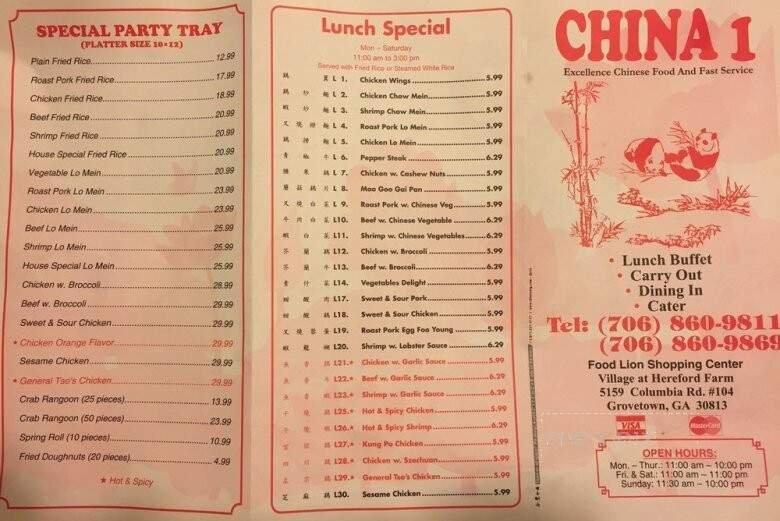 SPECIAL PARTY TRAY
(PLATTER SIZE 10×12)
Plain Fried Rice 12.99
Roast Pork Fried Rice 17.99
Chicken Fried Rice 18.99
Beef Fried Rice 20.99
Shrimp Fried Rice 20.99
House Special Fried Rice 20.99
Vegetable Lo Mein 20.99
Roast Pork Lo Mein 23.99
Chicken Lo Mein 23.99
Beef Lo Mein 25.99
Shrimp Lo Mein 25.99
House Special Lo Mein 25.99
Chicken w. Broccoli 28.99
Beef w. Broccoli 29.99
Sweet & Sour Chicken 29.99
★ Chicken Orange Flavor 29.99
Sesame Chicken 29.99
★ General Tso's Chicken 29.99
Crab Rangoon (25 pieces) 13.99
Crab Rangoon (50 pieces) 23.99
Spring Roll (10 pieces) 10.99
Fried Doughnuts (20 pieces) 4.99
★ Hot & Spicy
Lunch Special
Mon – Saturday
11:00 am to 3:00 pm
Served with Fried Rice or Steamed White Rice
L 1. Chicken Wings 5.99
L 2. Chicken Chow Mein 5.99
L 3. Shrimp Chow Mein 5.99
L 4. Roast Pork Lo Mein 5.99
L 5. Chicken Lo Mein 5.99
L 6. Pepper Steak 6.29
L 7. Chicken w. Cashew Nuts 5.99
L 8. Moo Goo Gai Pan 5.99
L 9. Roast Pork w. Chinese Veg 5.99
L10. Beef w. Chinese Vegetable 6.29
L11. Shrimp w. Chinese Vegetables 6.29
L12. Chicken w. Broccoli 5.99
L13. Beef w. Broccoli 6.29
L14. Vegetables Delight 5.99
L17. Sweet & Sour Pork 5.99
L18. Sweet & Sour Chicken 5.99
L19. Roast Pork Egg Foo Young 5.99
L20. Shrimp w. Lobster Sauce 6.29
L21.★ Chicken w. Garlic Sauce 5.99
L22.★ Beef w. Garlic Sauce 6.29
L23.★ Shrimp w. Garlic Sauce 6.29
L25.★ Hot & Spicy Chicken 5.99
L26.★ Hot & Spicy Shrimp 6.29
L27.★ Kung Po Chicken 5.99
L28.★ Chicken w. Szechuan 5.99
L29.★ General Tso's Chicken 5.99
L30. Sesame Chicken 5.99
CHINA 1
Excellence Chinese Food And Fast Service
• Lunch Buffet
• Carry Out
• Dining In
• Cater
Tel: (706) 860-9811
(706) 860-9869
Food Lion Shopping Center
Village at Hereford Farm
5159 Columbia Rd. #104
Grovetown, GA 30813
VISA MasterCard
OPEN HOURS:
Mon. – Thur.: 11:00 am – 10:00 pm
Fri. & Sat.: 11:00 am – 11:00 pm
Sunday: 11:30 am – 10:00 pm